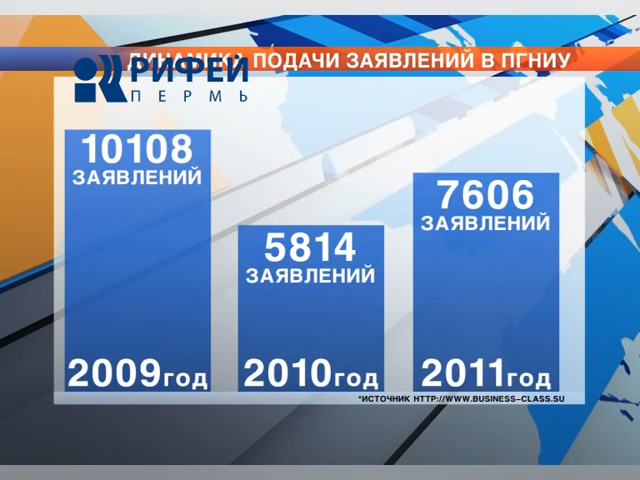 ДИНАМИКА ПОДАЧИ ЗАЯВЛЕНИЙ В ПГНИУ
РИФЕЙ
ПЕРМЬ
10108
ЗАЯВЛЕНИЙ
5814
ЗАЯВЛЕНИЙ
7606
ЗАЯВЛЕНИЙ
2009год
2010год
2011год
*ИСТОЧНИК HTTP://WWW.BUSINESS-CLASS.SU